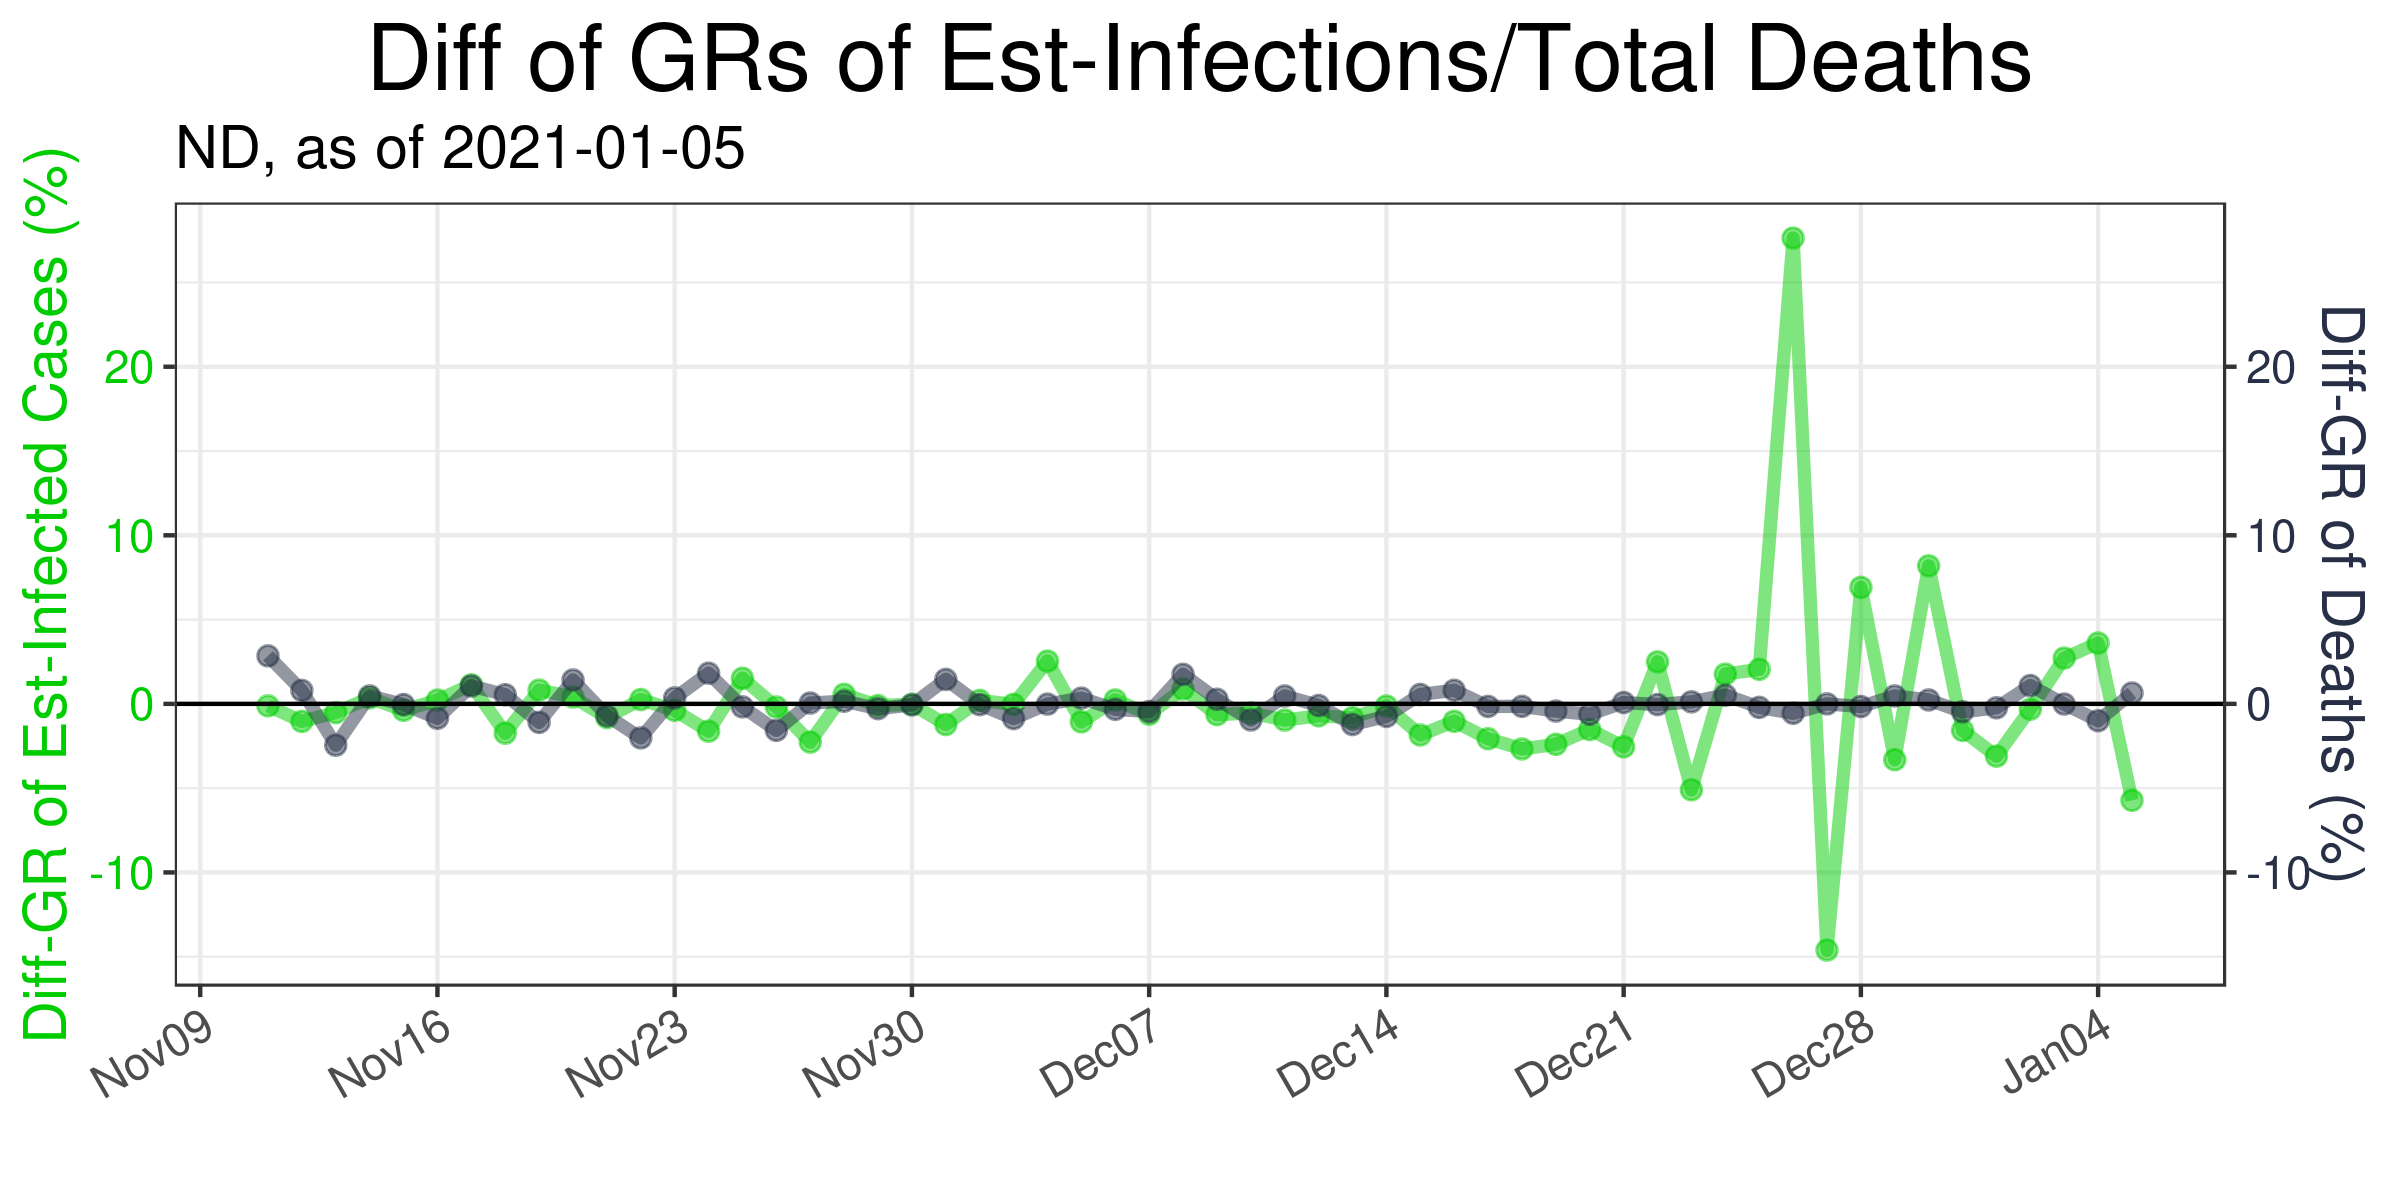 Diff of GRs of Est-Infections/Total Deaths
ND, as of 2021-01-05
Diff-GR of Est-Infected Cases (%)
20
10
0
-10
20
10
0
-10
Diff-GR of Deaths (%)
Nov09
Nov16
Nov23
Nov30
Dec07
Dec14
Dec21
Dec28
Jan04